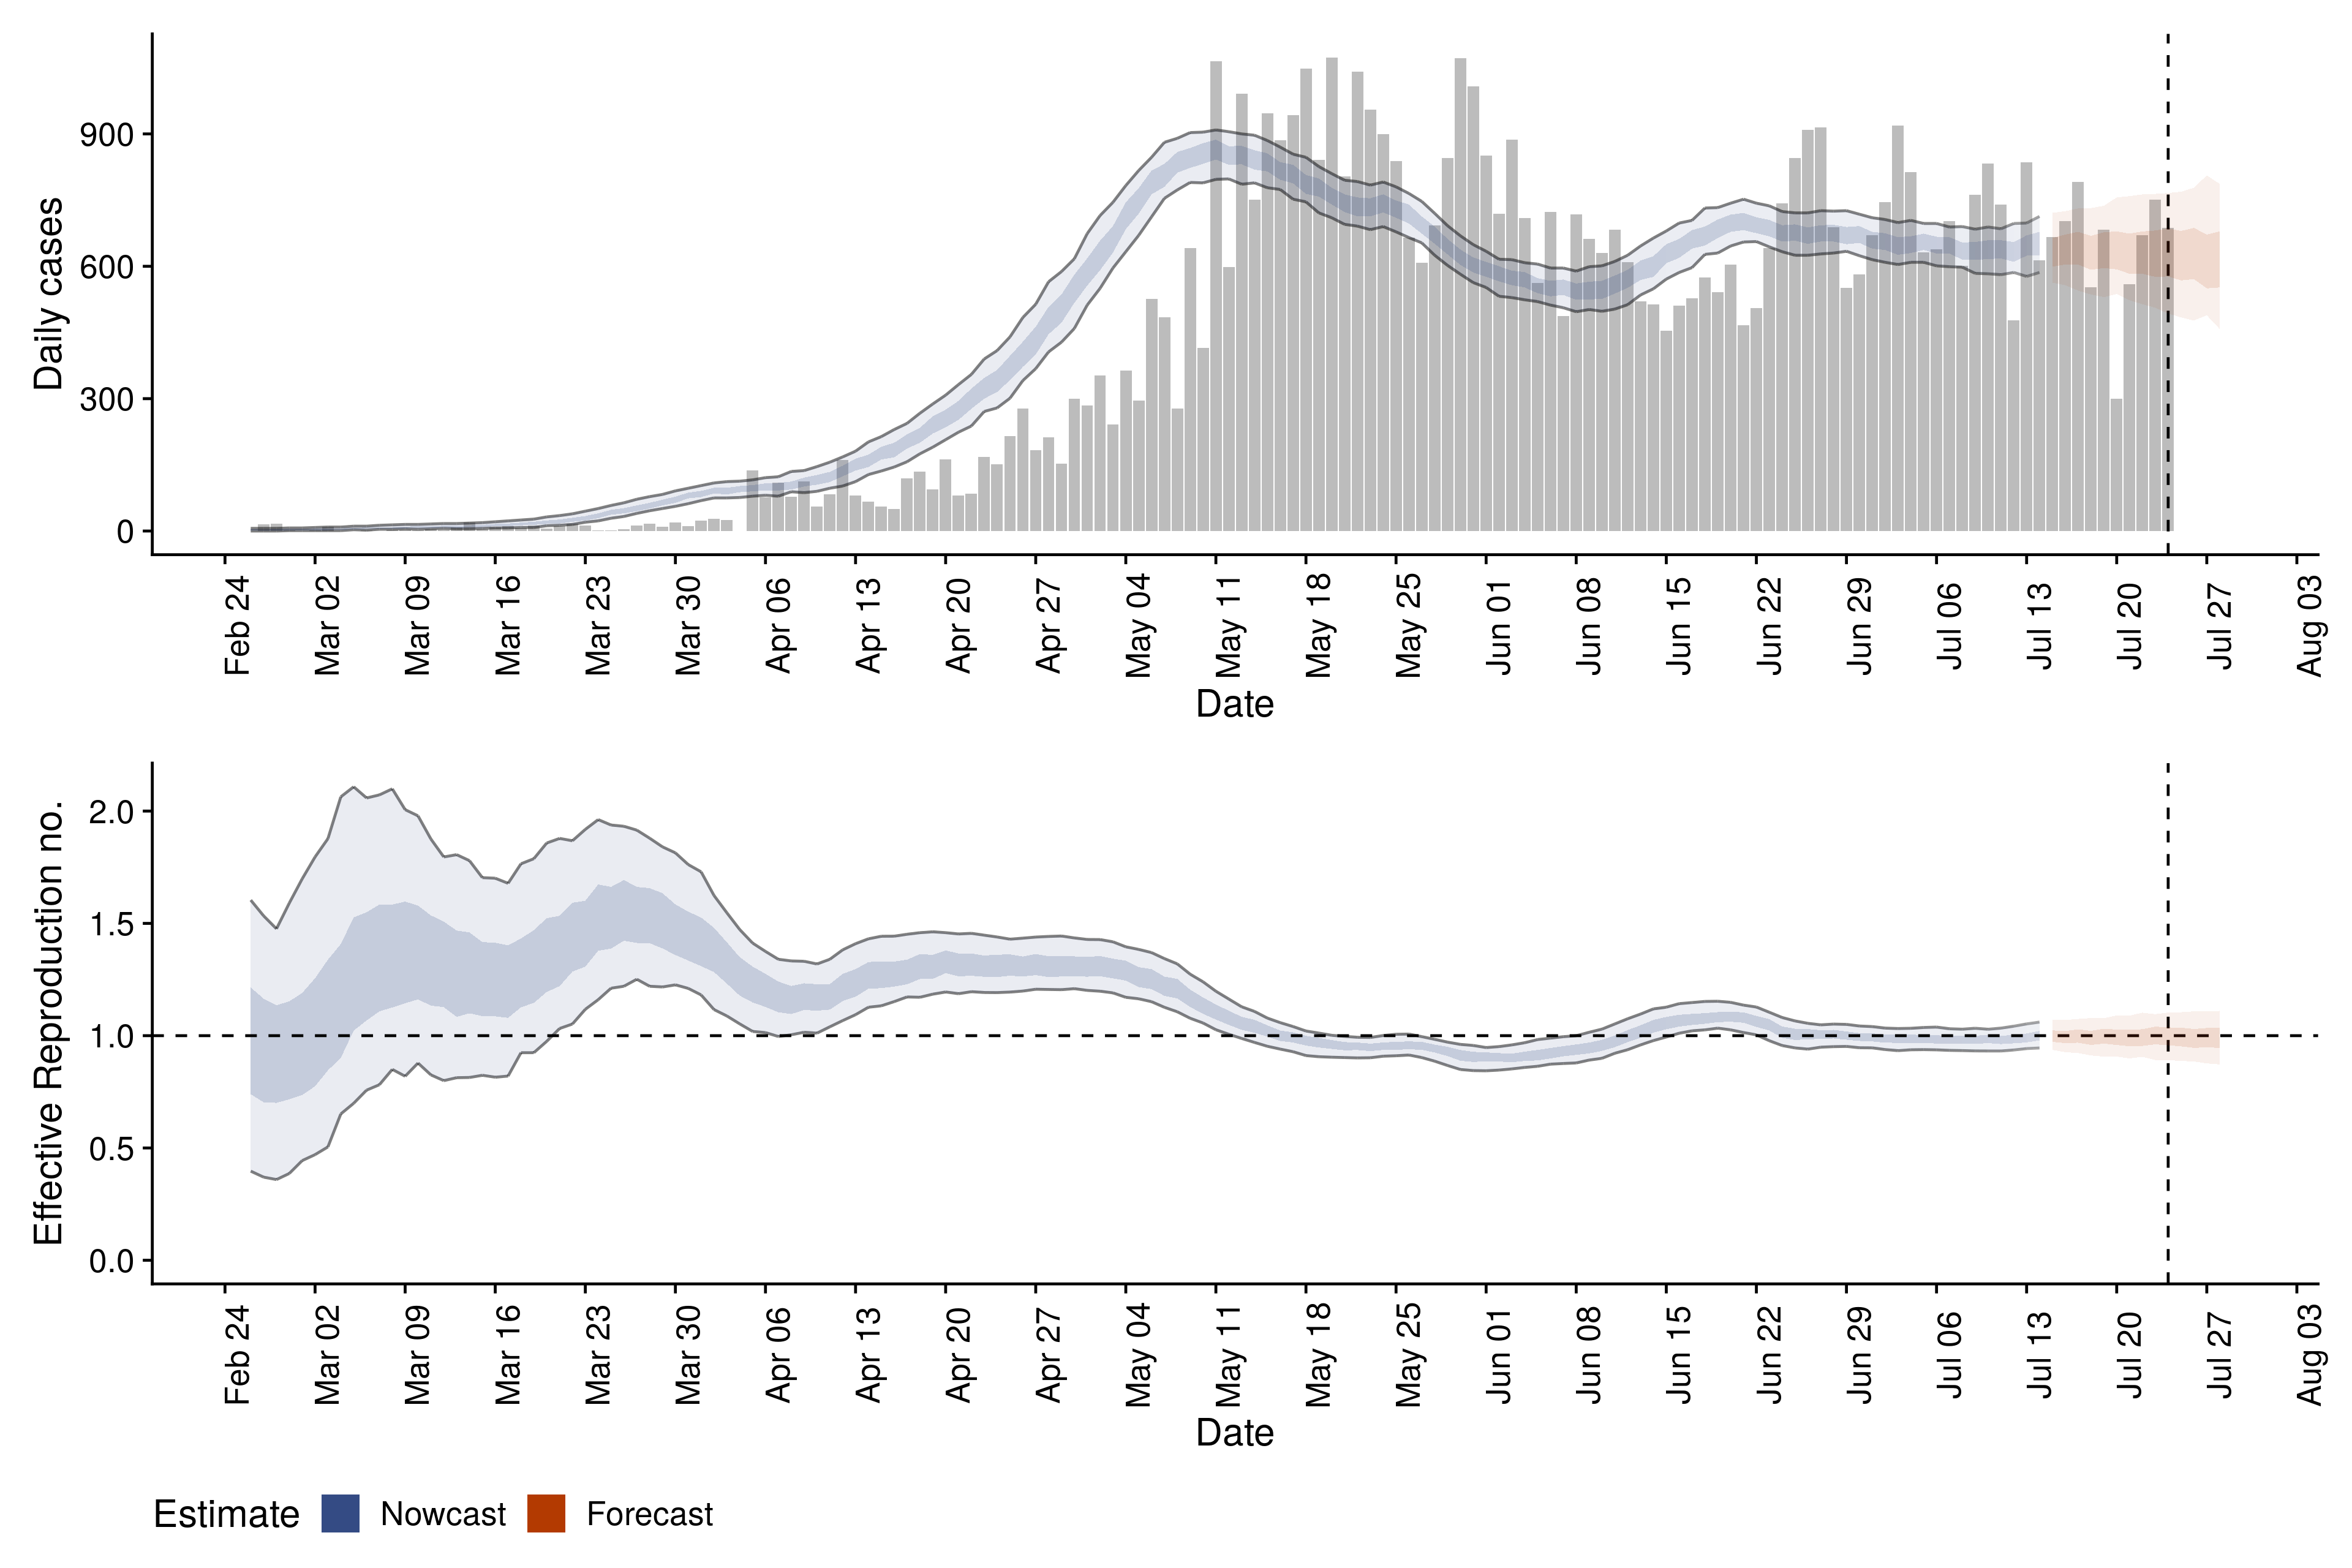 Daily cases
900
600
300
0
Feb 24
Mar 02
Mar 09
Mar 16
Mar 23
Mar 30
Apr 06
Apr 13
Apr 20
Apr 27
May 04
May 11
May 18
May 25
Jun 01
Jun 08
Jun 15
Jun 22
Jun 29
Jul 06
Jul 13
Jul 20
Jul 27
Aug 03
Date
Effective Reproduction no.
2.0
1.5
1.0
0.5
0.0
Feb 24
Mar 02
Mar 09
Mar 16
Mar 23
Mar 30
Apr 06
Apr 13
Apr 20
Apr 27
May 04
May 11
May 18
May 25
Jun 01
Jun 08
Jun 15
Jun 22
Jun 29
Jul 06
Jul 13
Jul 20
Jul 27
Aug 03
Date
Estimate Nowcast Forecast